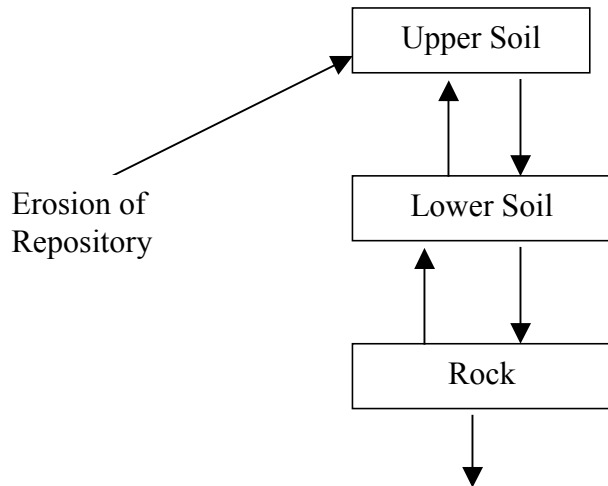 Upper Soil
Erosion of
Repository
Lower Soil
Rock